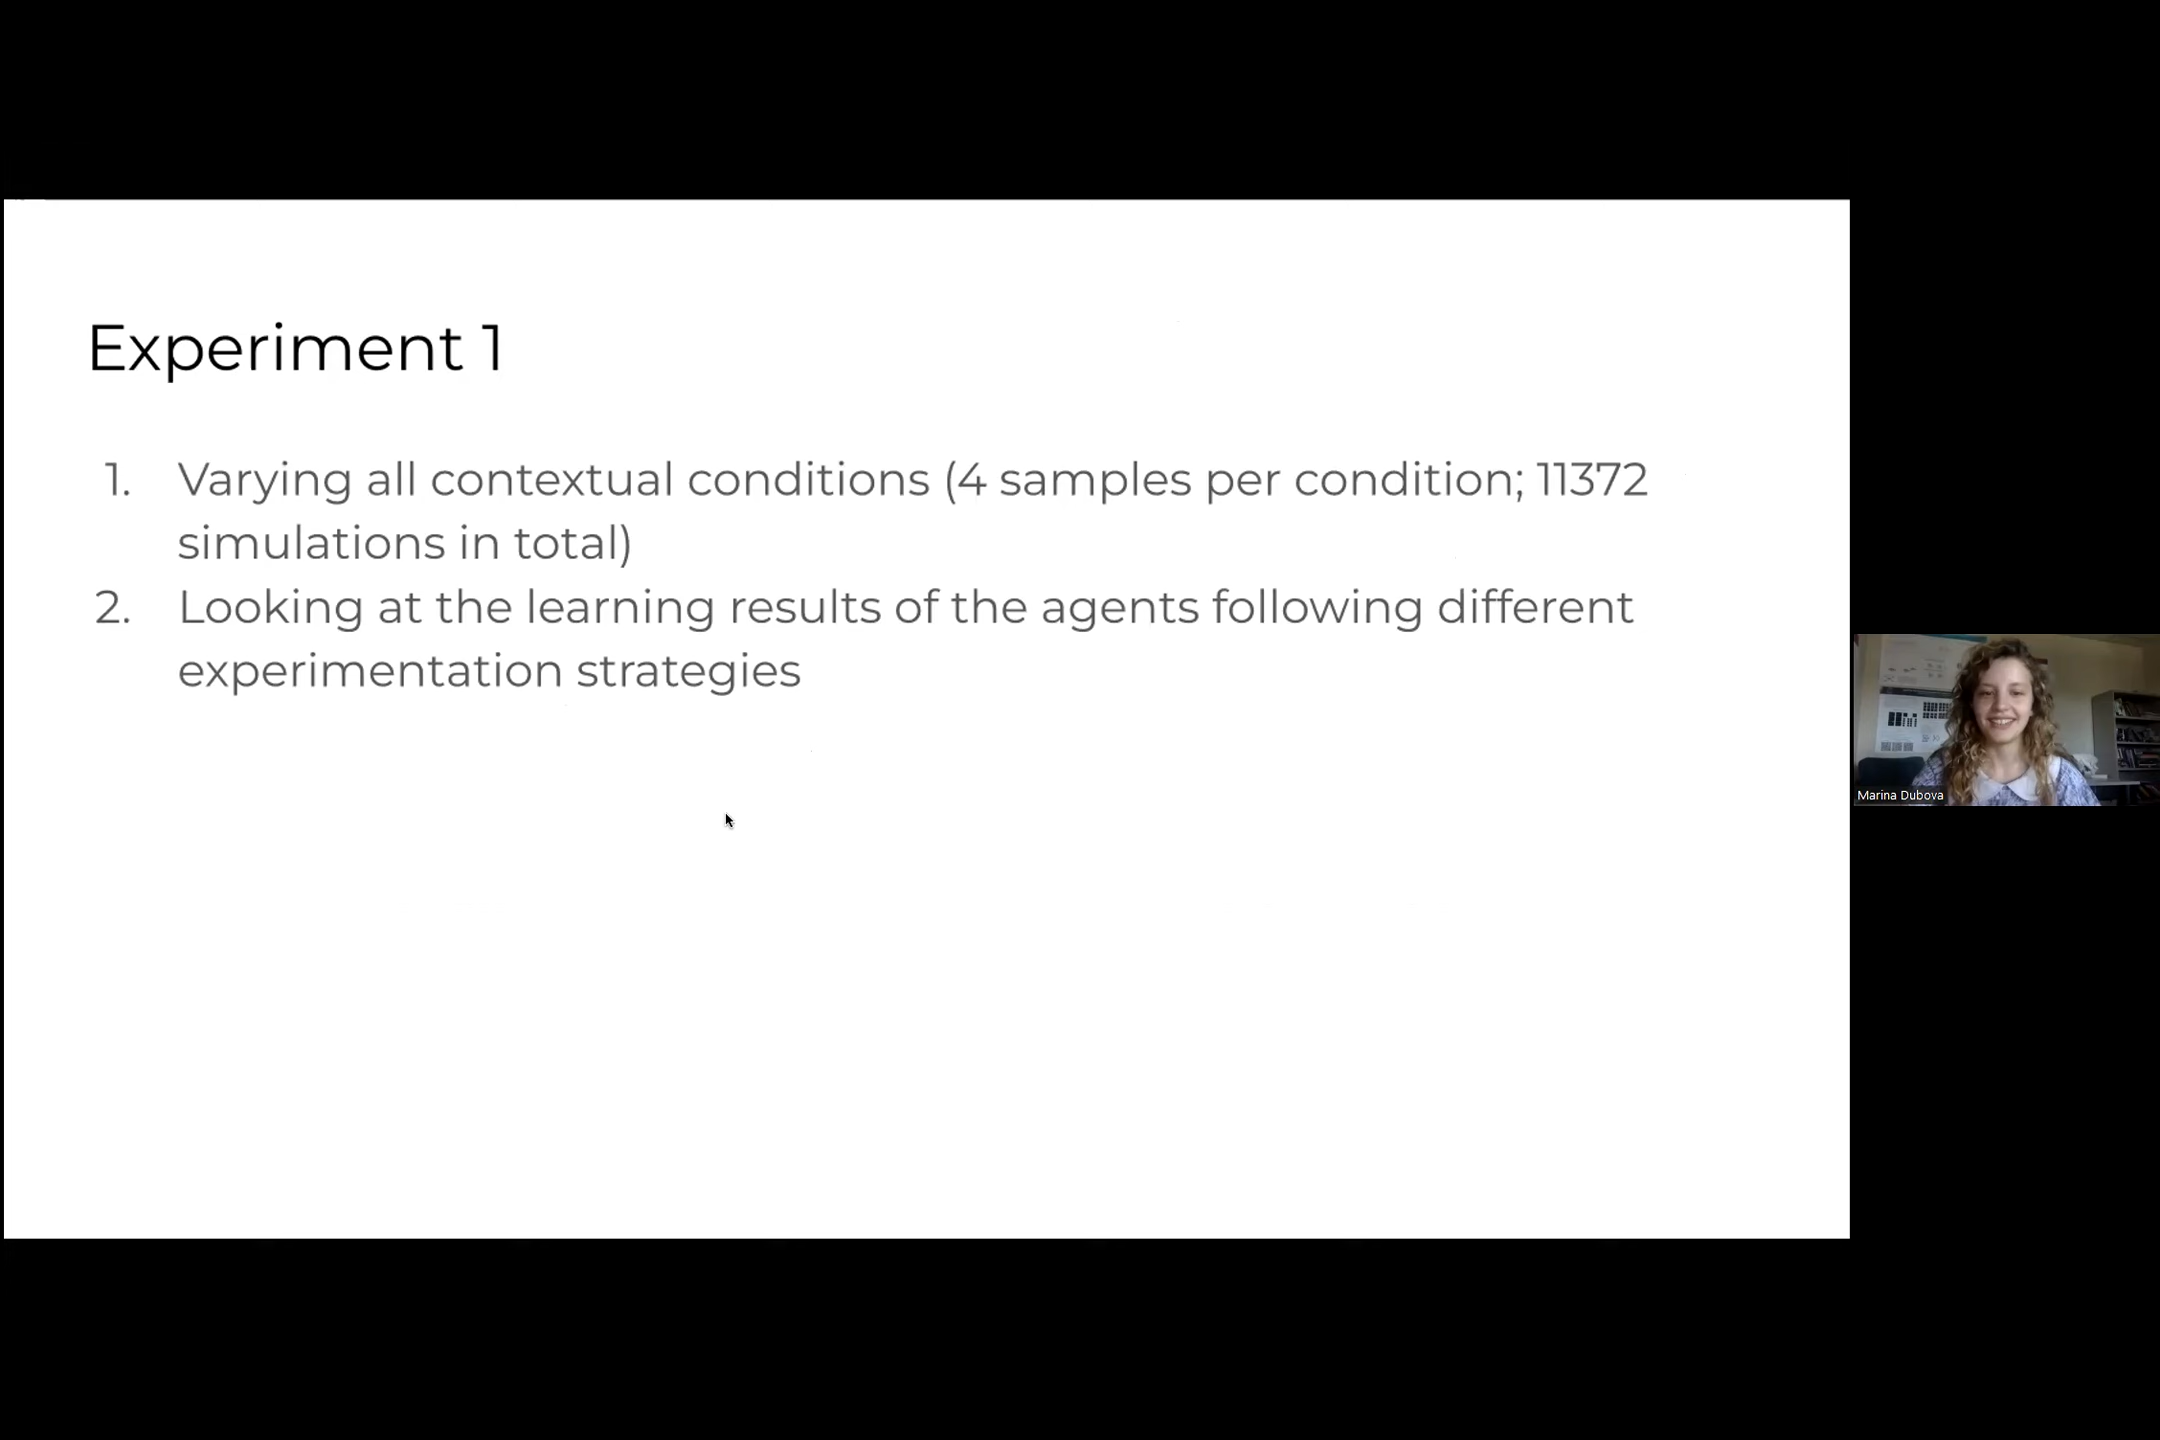 Experiment 1
1. Varying all contextual conditions (4 samples per condition; 11372
simulations in total)
2. Looking at the learning results of the agents following different
experimentation strategies
Marina Dubova